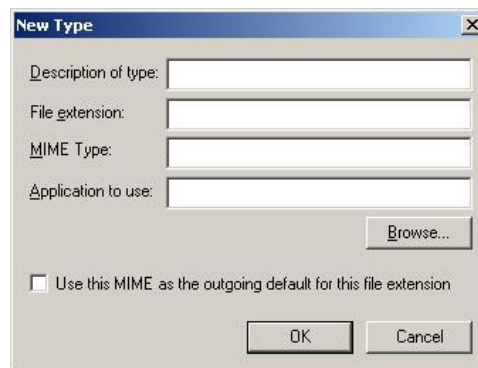 New Type
Description of type:
File extension:
MIME Type:
Application to use:
Browse...
Use this MIME as the outgoing default for this file extension
OK Cancel